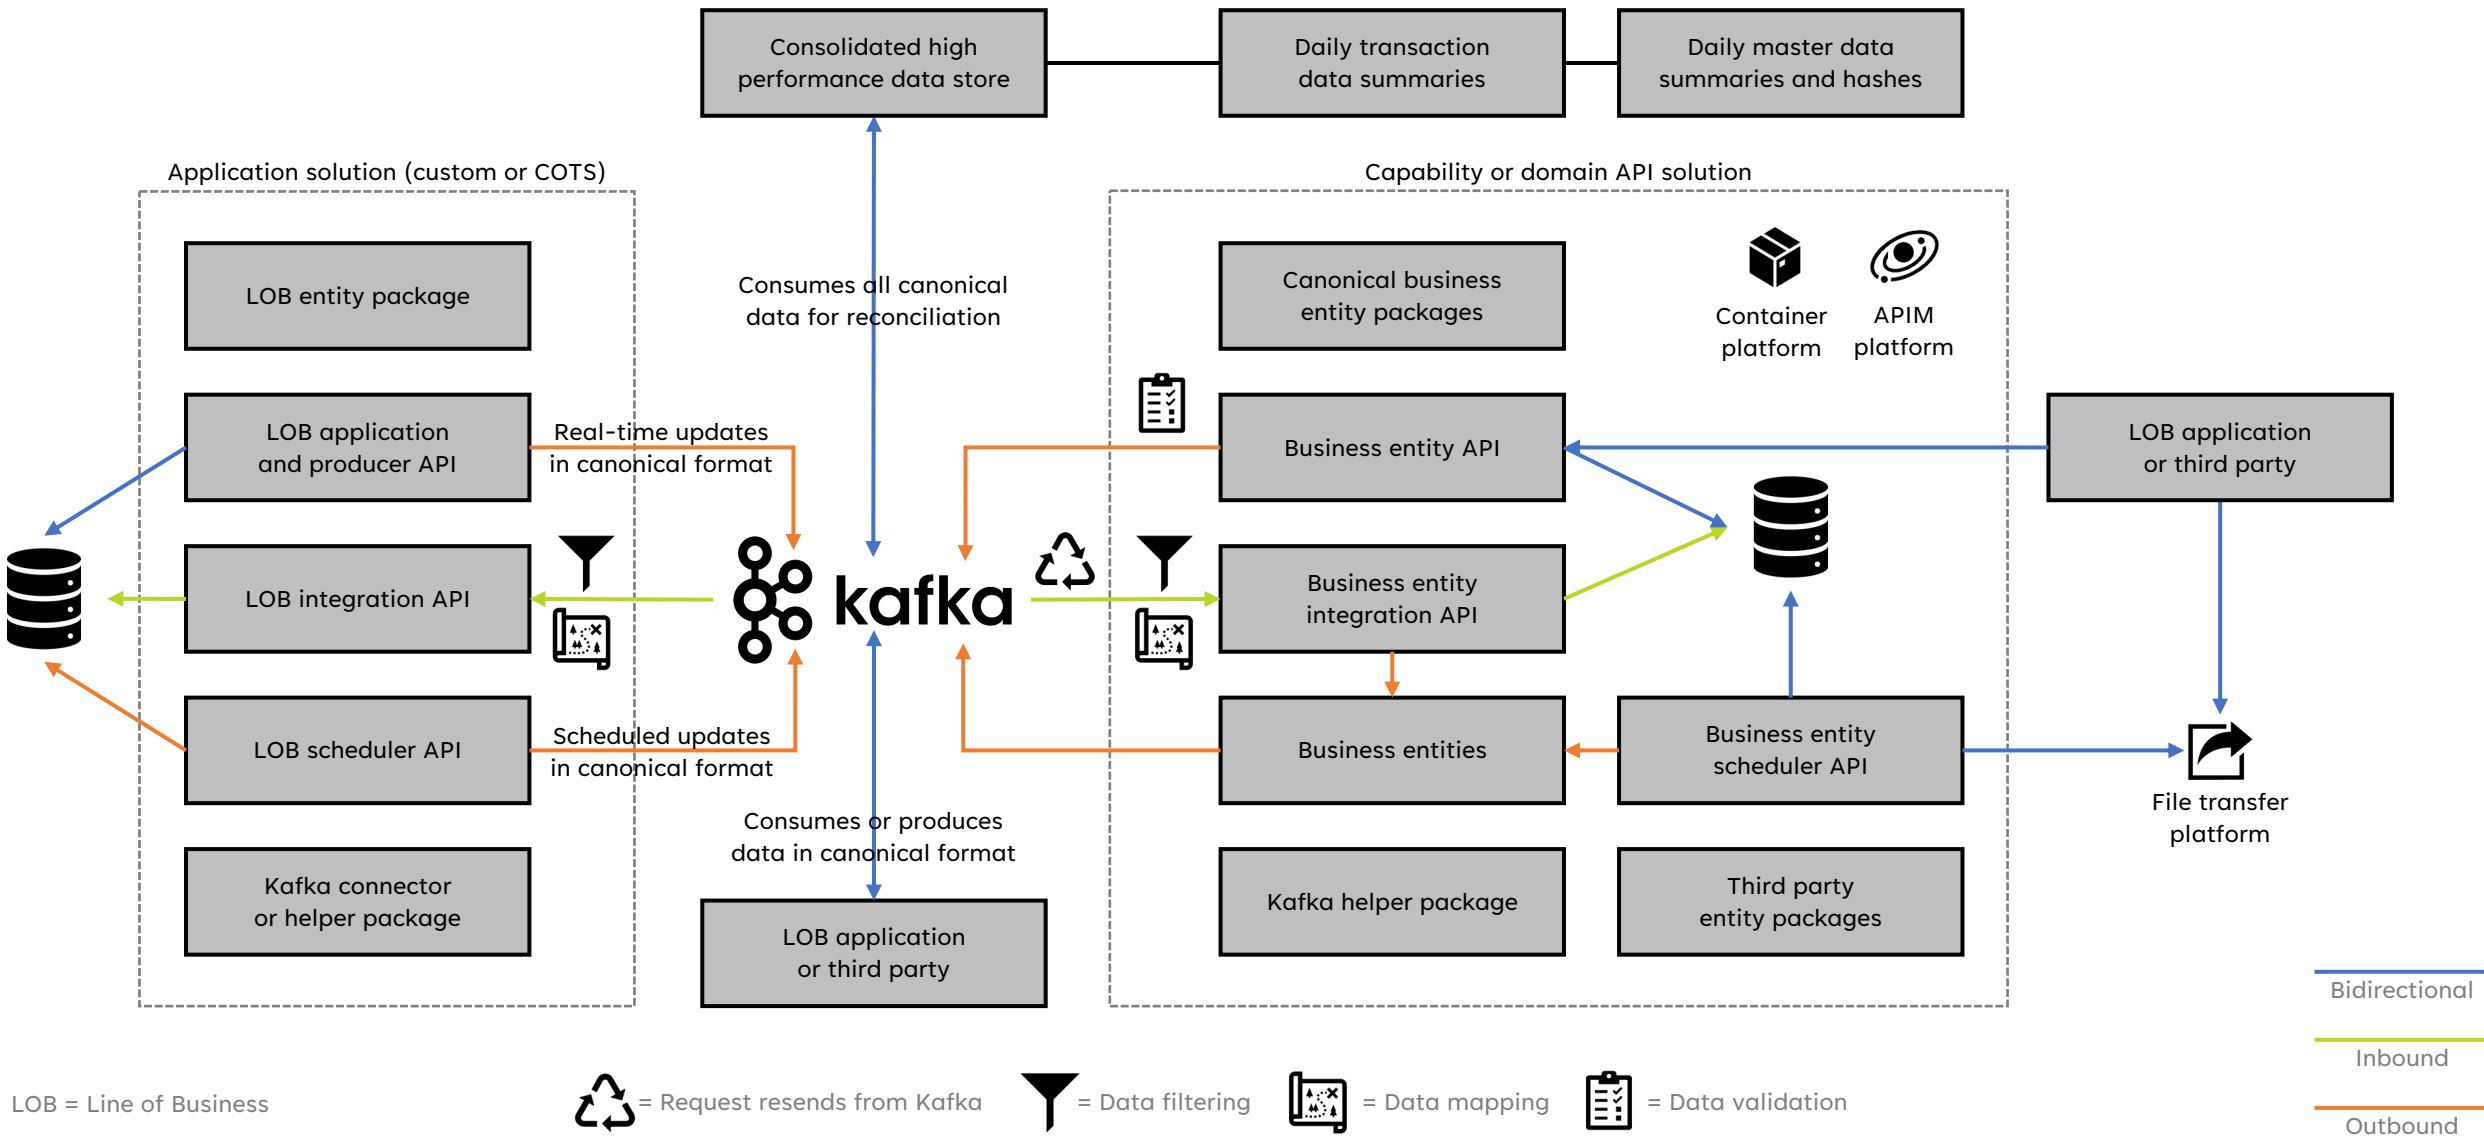 Consolidated high
performance data store
Daily transaction
data summaries
Daily master data
summaries and hashes
Application solution (custom or COTS)
Capability or domain API solution
LOB entity package
Consumes all canonical
data for reconciliation
Canonical business
entity packages
Container
platform
APIM
platform
LOB application
and producer API
Real-time updates
in canonical format
Business entity API
LOB application
or third party
LOB integration API
kafka
Business entity
integration API
LOB scheduler API
Scheduled updates
in canonical format
Business entities
Business entity
scheduler API
File transfer
platform
Consumes or produces
data in canonical format
Kafka connector
or helper package
LOB application
or third party
Kafka helper package
Third party
entity packages
Bidirectional
Inbound
Outbound
LOB = Line of Business
= Request resends from Kafka
= Data filtering
= Data mapping
= Data validation